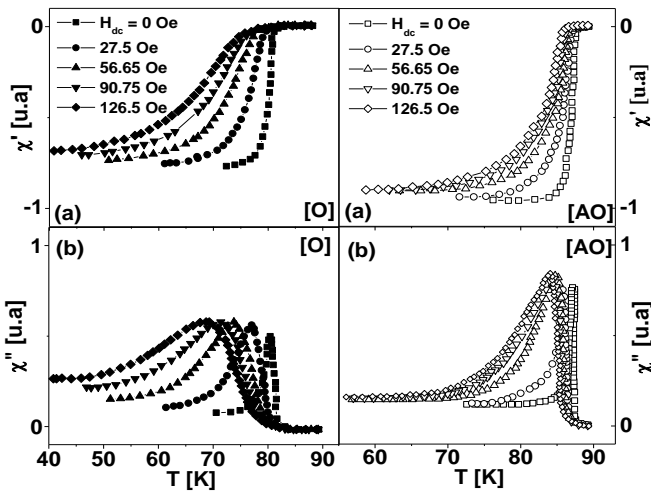 0
H_dc = 0 Oe
27.5 Oe
56.65 Oe
90.75 Oe
126.5 Oe
χ' [u.a]
-1
(a)
[O]
H_dc = 0 Oe
27.5 Oe
56.65 Oe
90.75 Oe
126.5 Oe
0
χ' [u.a]
-1
(a)
[AO]
1
(b)
[O]
χ" [u.a]
0
40 50 60 70 80 90
T [K]
(b)
[AO]
1
χ" [u.a]
0
60 70 80 90
T [K]